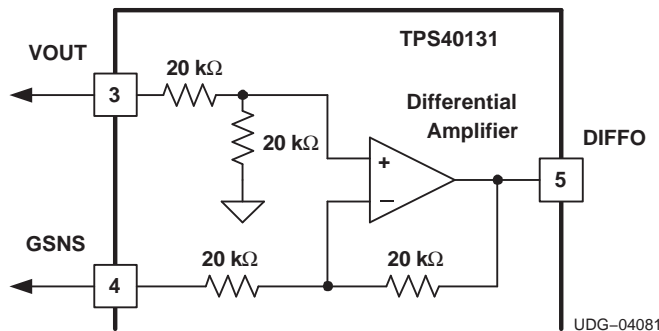 TPS40131
VOUT
3
20 kΩ
20 kΩ
Differential
Amplifier
DIFFO
+
−
5
GSNS
4
20 kΩ
20 kΩ
UDG−04081